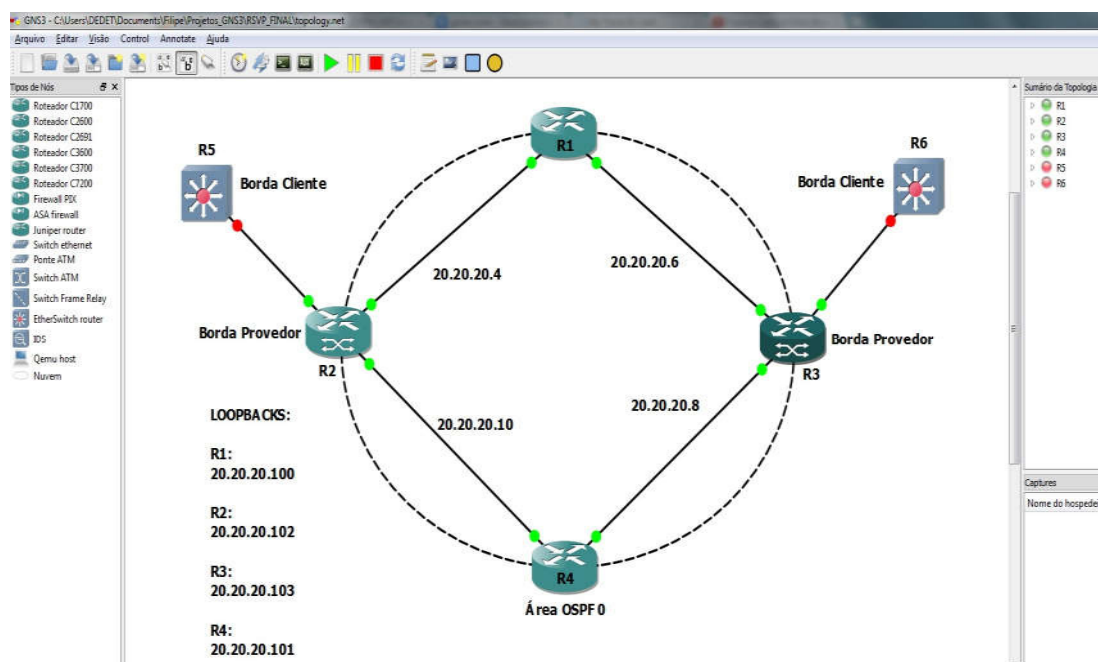 GNS3 - C:\Users\DEDET\Documents\Filipe\Projetos_GNS3\RSVP_FINAL\topology.net
Arquivo Editar Visão Control Annotate Ajuda
Tipos de Nós
Roteador C1700
Roteador C2600
Roteador C2691
Roteador C3600
Roteador C3700
Roteador C7200
Firewall PIX
ASA firewall
Juniper router
Switch ethernet
Ponte ATM
Switch ATM
Switch Frame Relay
EtherSwitch router
IDS
Qemu host
Nuvem
R5
Borda Cliente
R1
R6
Borda Cliente
20.20.20.4
20.20.20.6
Borda Provedor
R2
Borda Provedor
R3
20.20.20.10
20.20.20.8
LOOPBACKS:
R1:
20.20.20.100
R2:
20.20.20.102
R3:
20.20.20.103
R4:
20.20.20.101
R4
Área OSPF 0
Sumário da Topologia
R1
R2
R3
R4
R5
R6
Captures
Nome do hospedei